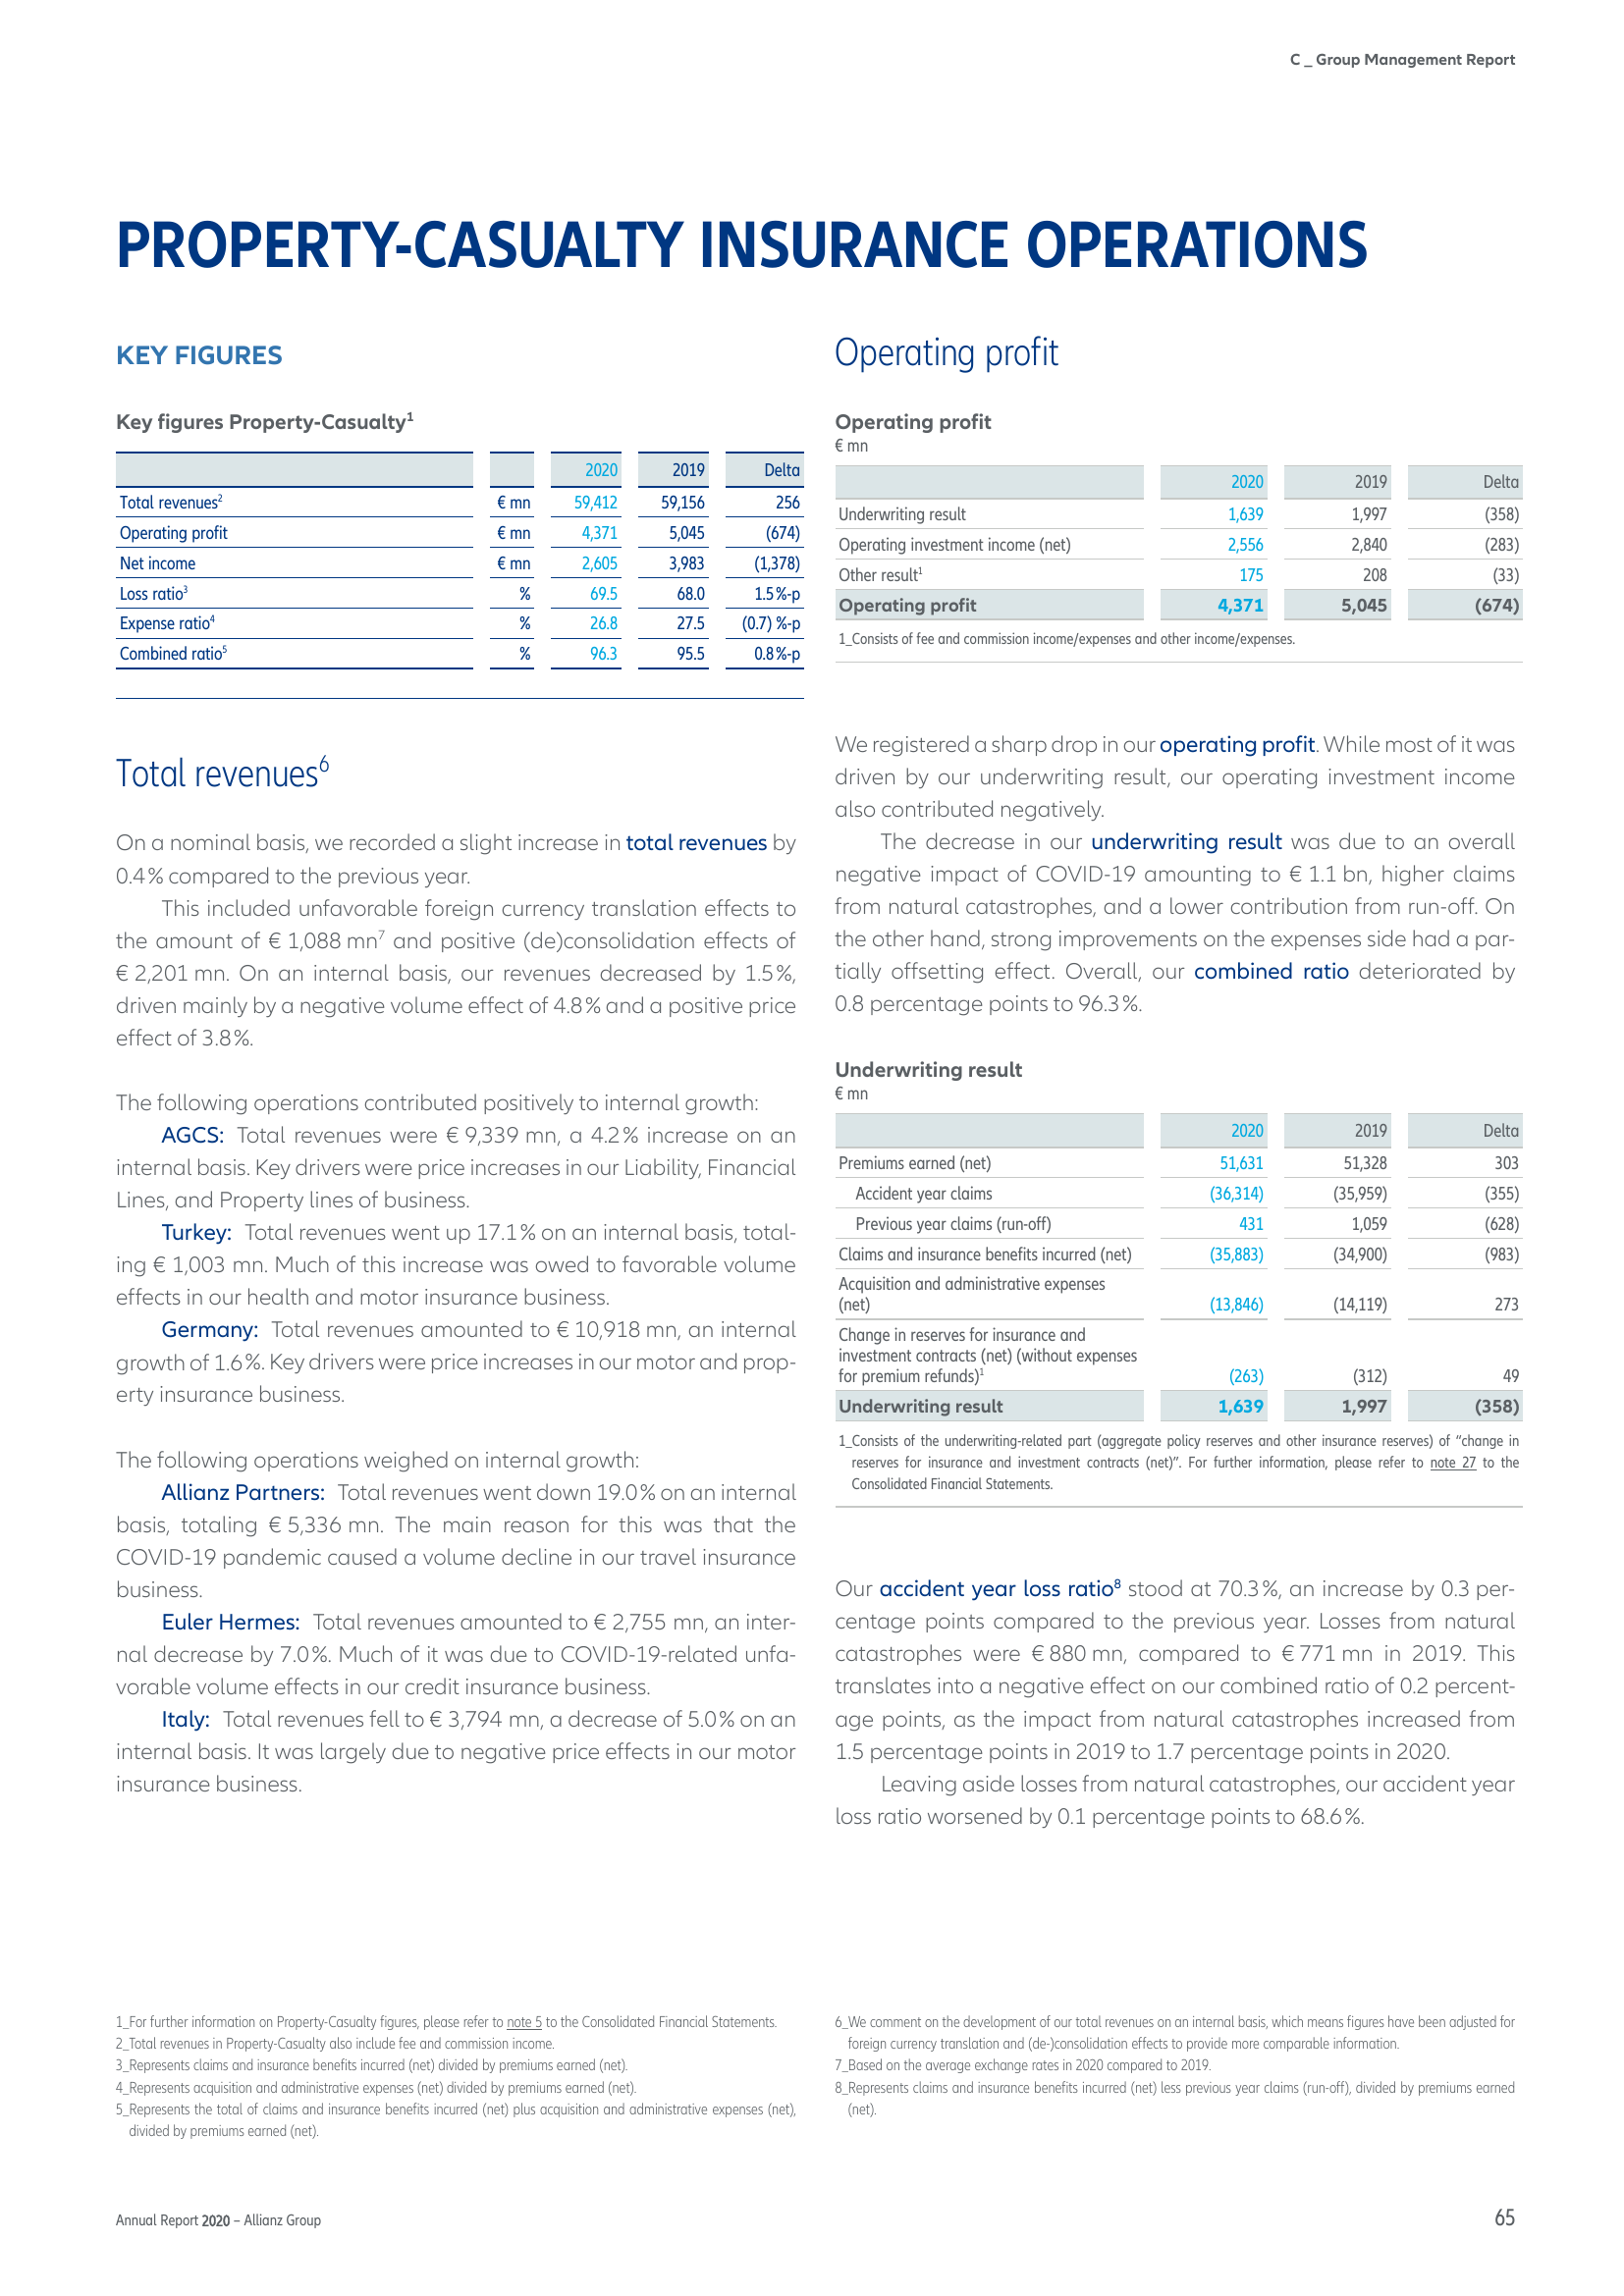 C _ Group Management Report
PROPERTY-CASUALTY INSURANCE OPERATIONS
KEY FIGURES
Key figures Property-Casualty1
2020 2019 Delta
Total revenues2 € mn 59,412 59,156 256
Operating profit € mn 4,371 5,045 (674)
Net income € mn 2,605 3,983 (1,378)
Loss ratio3 % 69.5 68.0 1.5 %-p
Expense ratio4 % 26.8 27.5 (0.7) %-p
Combined ratio5 % 96.3 95.5 0.8 %-p
Total revenues6
On a nominal basis, we recorded a slight increase in total revenues by
0.4 % compared to the previous year.
This included unfavorable foreign currency translation effects to
the amount of € 1,088 mn7 and positive (de)consolidation effects of
€ 2,201 mn. On an internal basis, our revenues decreased by 1.5 %,
driven mainly by a negative volume effect of 4.8 % and a positive price
effect of 3.8 %.
The following operations contributed positively to internal growth:
AGCS: Total revenues were € 9,339 mn, a 4.2 % increase on an
internal basis. Key drivers were price increases in our Liability, Financial
Lines, and Property lines of business.
Turkey: Total revenues went up 17.1 % on an internal basis, total-
ing € 1,003 mn. Much of this increase was owed to favorable volume
effects in our health and motor insurance business.
Germany: Total revenues amounted to € 10,918 mn, an internal
growth of 1.6 %. Key drivers were price increases in our motor and prop-
erty insurance business.
The following operations weighed on internal growth:
Allianz Partners: Total revenues went down 19.0 % on an internal
basis, totaling € 5,336 mn. The main reason for this was that the
COVID-19 pandemic caused a volume decline in our travel insurance
business.
Euler Hermes: Total revenues amounted to € 2,755 mn, an inter-
nal decrease by 7.0 %. Much of it was due to COVID-19-related unfa-
vorable volume effects in our credit insurance business.
Italy: Total revenues fell to € 3,794 mn, a decrease of 5.0 % on an
internal basis. It was largely due to negative price effects in our motor
insurance business.
Operating profit
Operating profit
€ mn
2020 2019 Delta
Underwriting result 1,639 1,997 (358)
Operating investment income (net) 2,556 2,840 (283)
Other result1 175 208 (33)
Operating profit 4,371 5,045 (674)
1_Consists of fee and commission income/expenses and other income/expenses.
We registered a sharp drop in our operating profit. While most of it was
driven by our underwriting result, our operating investment income
also contributed negatively.
The decrease in our underwriting result was due to an overall
negative impact of COVID-19 amounting to € 1.1 bn, higher claims
from natural catastrophes, and a lower contribution from run-off. On
the other hand, strong improvements on the expenses side had a par-
tially offsetting effect. Overall, our combined ratio deteriorated by
0.8 percentage points to 96.3 %.
Underwriting result
€ mn
2020 2019 Delta
Premiums earned (net) 51,631 51,328 303
Accident year claims (36,314) (35,959) (355)
Previous year claims (run-off) 431 1,059 (628)
Claims and insurance benefits incurred (net) (35,883) (34,900) (983)
Acquisition and administrative expenses
(net) (13,846) (14,119) 273
Change in reserves for insurance and
investment contracts (net) (without expenses
for premium refunds)1 (263) (312) 49
Underwriting result 1,639 1,997 (358)
1_Consists of the underwriting-related part (aggregate policy reserves and other insurance reserves) of “change in
reserves for insurance and investment contracts (net)”. For further information, please refer to note 27 to the
Consolidated Financial Statements.
Our accident year loss ratio8 stood at 70.3 %, an increase by 0.3 per-
centage points compared to the previous year. Losses from natural
catastrophes were € 880 mn, compared to € 771 mn in 2019. This
translates into a negative effect on our combined ratio of 0.2 percent-
age points, as the impact from natural catastrophes increased from
1.5 percentage points in 2019 to 1.7 percentage points in 2020.
Leaving aside losses from natural catastrophes, our accident year
loss ratio worsened by 0.1 percentage points to 68.6 %.
1_For further information on Property-Casualty figures, please refer to note 5 to the Consolidated Financial Statements.
2_Total revenues in Property-Casualty also include fee and commission income.
3_Represents claims and insurance benefits incurred (net) divided by premiums earned (net).
4_Represents acquisition and administrative expenses (net) divided by premiums earned (net).
5_Represents the total of claims and insurance benefits incurred (net) plus acquisition and administrative expenses (net),
divided by premiums earned (net).
6_We comment on the development of our total revenues on an internal basis, which means figures have been adjusted for
foreign currency translation and (de-)consolidation effects to provide more comparable information.
7_Based on the average exchange rates in 2020 compared to 2019.
8_Represents claims and insurance benefits incurred (net) less previous year claims (run-off), divided by premiums earned
(net).
Annual Report 2020 – Allianz Group
65